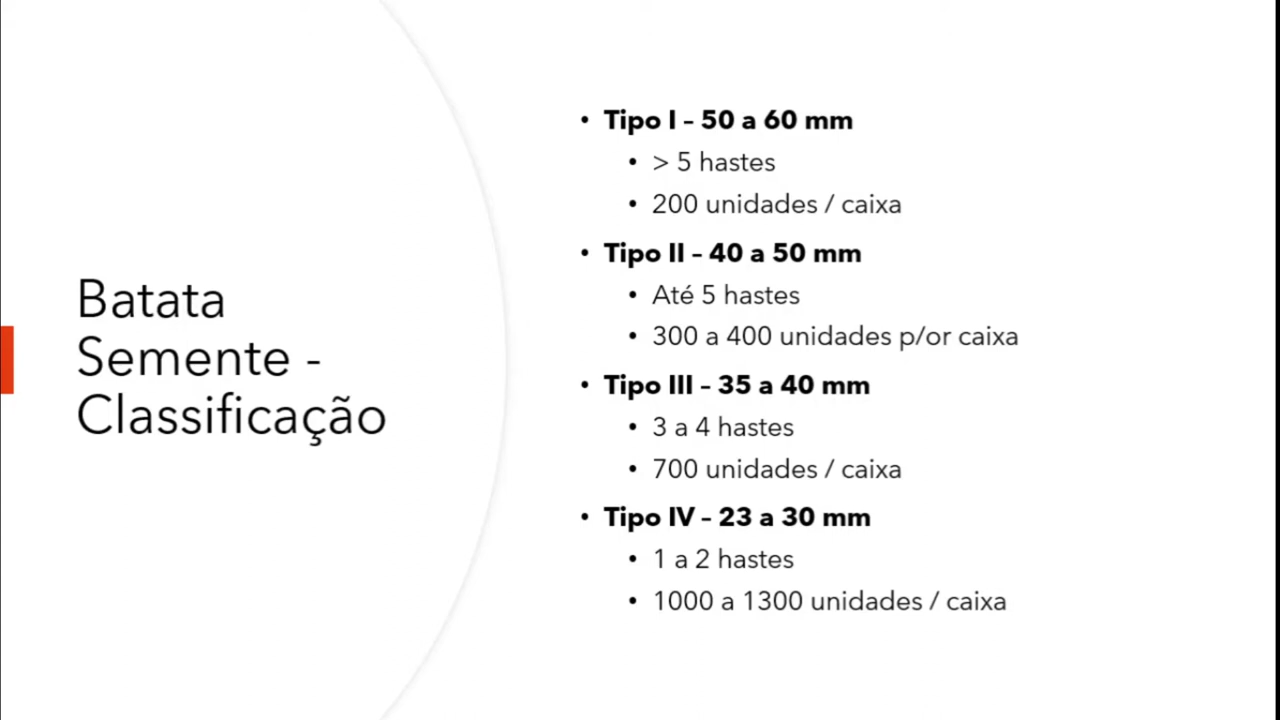 Batata
Semente -
Classificação
• Tipo I – 50 a 60 mm
• > 5 hastes
• 200 unidades / caixa
• Tipo II – 40 a 50 mm
• Até 5 hastes
• 300 a 400 unidades p/or caixa
• Tipo III – 35 a 40 mm
• 3 a 4 hastes
• 700 unidades / caixa
• Tipo IV – 23 a 30 mm
• 1 a 2 hastes
• 1000 a 1300 unidades / caixa